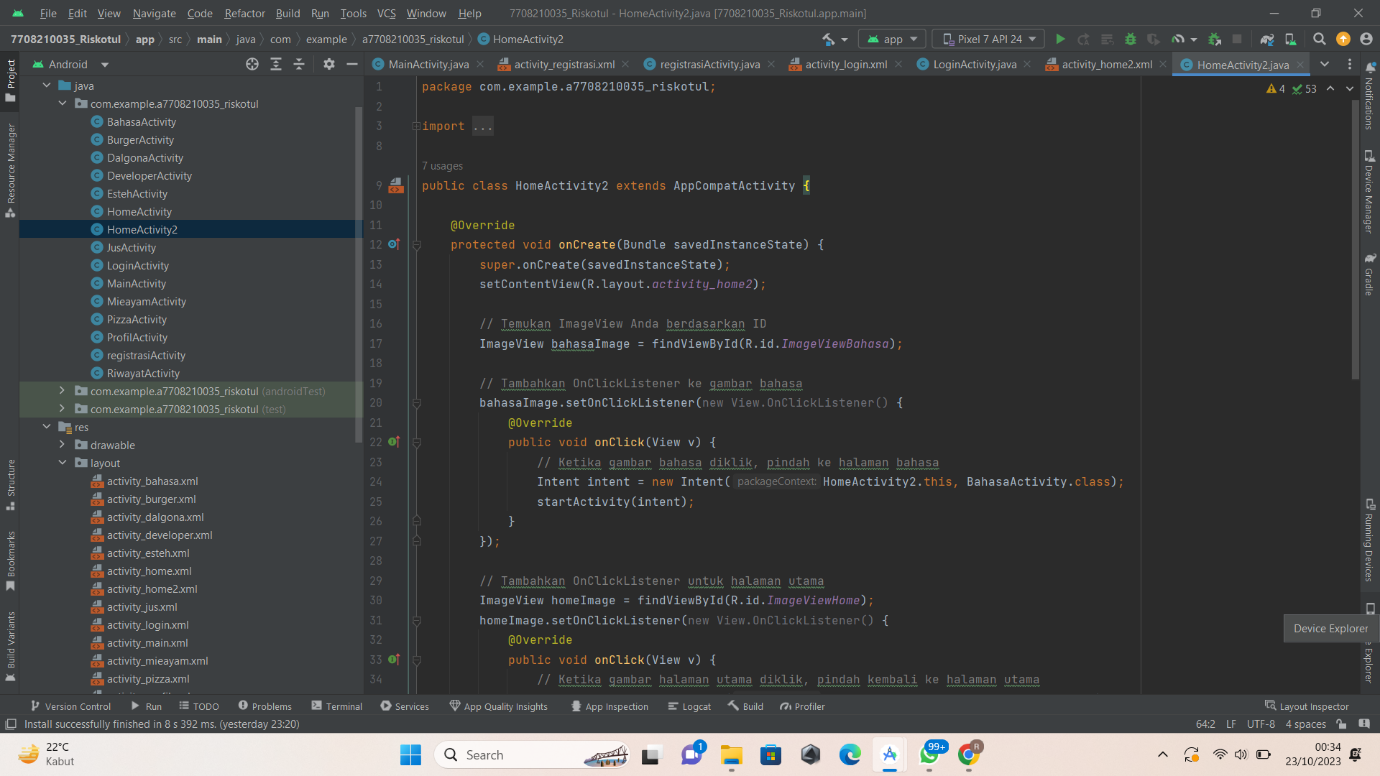 File Edit View Navigate Code Refactor Build Run Tools VCS Window Help 7708210035_Riskotul - HomeActivity2.java [7708210035_Riskotul.app.main]
7708210035_Riskotul app src main java com example a7708210035_riskotul HomeActivity2 app Pixel 7 API 24
Android MainActivity.java activity_registrasi.xml registrasiActivity.java activity_login.xml LoginActivity.java activity_home2.xml HomeActivity2.java
Project
Resource Manager
Structure
Bookmarks
Build Variants
java
com.example.a7708210035_riskotul
BahasaActivity
BurgerActivity
DalgonaActivity
DeveloperActivity
EstehActivity
HomeActivity
HomeActivity2
JusActivity
LoginActivity
MainActivity
MieayamActivity
PizzaActivity
ProfilActivity
registrasiActivity
RiwayatActivity
com.example.a7708210035_riskotul (androidTest)
com.example.a7708210035_riskotul (test)
res
drawable
layout
activity_bahasa.xml
activity_burger.xml
activity_dalgona.xml
activity_developer.xml
activity_esteh.xml
activity_home.xml
activity_home2.xml
activity_jus.xml
activity_login.xml
activity_main.xml
activity_mieayam.xml
activity_pizza.xml
4 53
1 package com.example.a7708210035_riskotul;
2
3 import ...
8
7 usages
9 public class HomeActivity2 extends AppCompatActivity {
10
11 @Override
12 protected void onCreate(Bundle savedInstanceState) {
13 super.onCreate(savedInstanceState);
14 setContentView(R.layout.activity_home2);
15
16 // Temukan ImageView Anda berdasarkan ID
17 ImageView bahasaImage = findViewById(R.id.ImageViewBahasa);
18
19 // Tambahkan OnClickListener ke gambar bahasa
20 bahasaImage.setOnClickListener(new View.OnClickListener() {
21 @Override
22 public void onClick(View v) {
23 // Ketika gambar bahasa diklik, pindah ke halaman bahasa
24 Intent intent = new Intent( packageContext: HomeActivity2.this, BahasaActivity.class);
25 startActivity(intent);
26 }
27 });
28
29 // Tambahkan OnClickListener untuk halaman utama
30 ImageView homeImage = findViewById(R.id.ImageViewHome);
31 homeImage.setOnClickListener(new View.OnClickListener() {
32 @Override
33 public void onClick(View v) {
34 // Ketika gambar halaman utama diklik, pindah kembali ke halaman utama
Notifications
Device Manager
Gradle
Running Devices
Device Explorer
e Explorer
Version Control Run TODO Problems Terminal Services App Quality Insights App Inspection Logcat Build Profiler Layout Inspector
Install successfully finished in 8 s 392 ms. (yesterday 23:20) 64:2 LF UTF-8 4 spaces
22°C
Kabut
Search
1
99+
R
00:34
23/10/2023